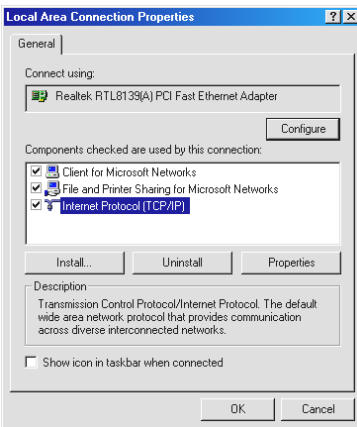 Local Area Connection Properties
General
Connect using:
Realtek RTL8139(A) PCI Fast Ethernet Adapter
Configure
Components checked are used by this connection:
Client for Microsoft Networks
File and Printer Sharing for Microsoft Networks
Internet Protocol (TCP/IP)
Install...
Uninstall
Properties
Description
Transmission Control Protocol/Internet Protocol. The default
wide area network protocol that provides communication
across diverse interconnected networks.
Show icon in taskbar when connected
OK
Cancel